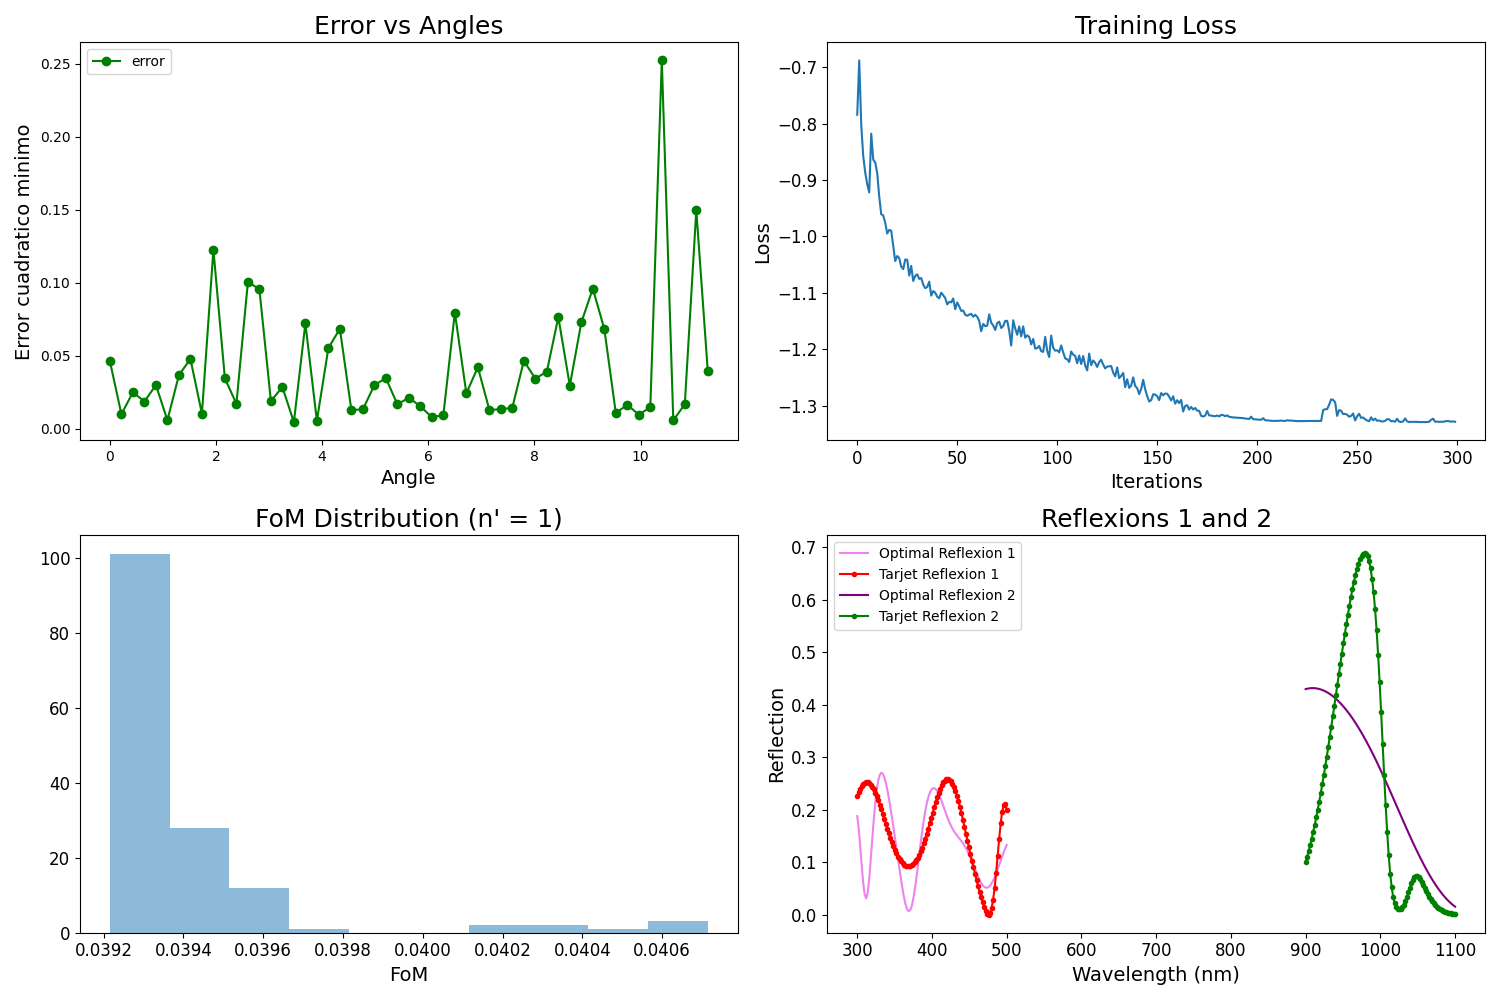 Error vs Angles
error
Error cuadratico minimo
0.25
0.20
0.15
0.10
0.05
0.00
0 2 4 6 8 10
Angle
Training Loss
Loss
−0.7
−0.8
−0.9
−1.0
−1.1
−1.2
−1.3
0 50 100 150 200 250 300
Iterations
FoM Distribution (n' = 1)
100
80
60
40
20
0
0.0392 0.0394 0.0396 0.0398 0.0400 0.0402 0.0404 0.0406
FoM
Reflexions 1 and 2
Optimal Reflexion 1
Tarjet Reflexion 1
Optimal Reflexion 2
Tarjet Reflexion 2
Reflection
0.7
0.6
0.5
0.4
0.3
0.2
0.1
0.0
300 400 500 600 700 800 900 1000 1100
Wavelength (nm)